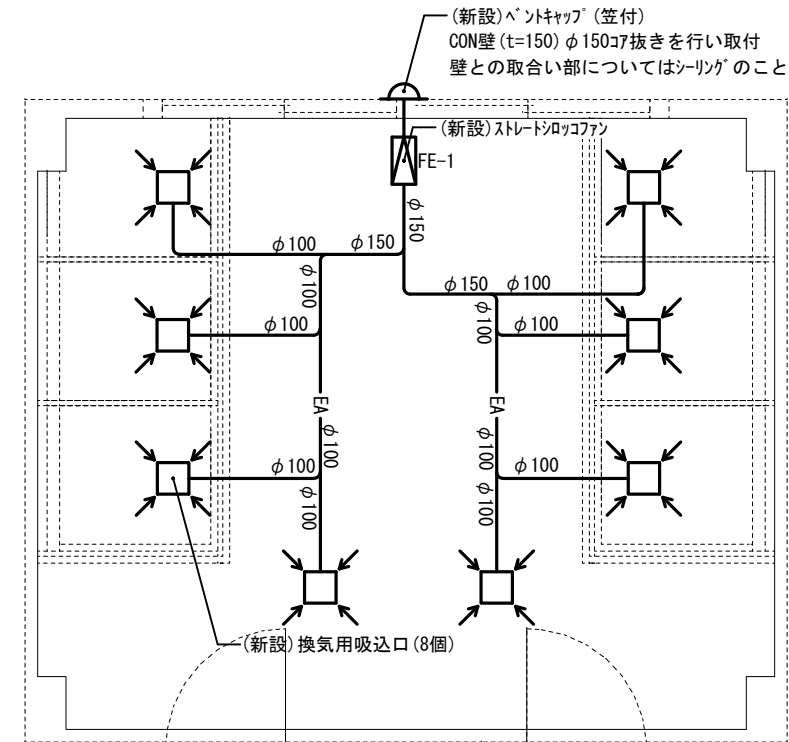 (新設)ﾍﾞﾝﾄｷｬｯﾌﾟ(笠付)
CON壁(t=150)φ150ｺｱ抜きを行い取付
壁との取合い部についてはｼｰﾘﾝｸﾞのこと
(新設)ｽﾄﾚｰﾄｼﾛｯｺﾌｧﾝ
FE-1
φ150
φ100
φ150
φ100
φ100
φ150
φ100
φ100
φ100
EA
EA
φ100
φ100
φ100
φ100
φ100
φ100
φ100
(新設)換気用吸込口(8個)